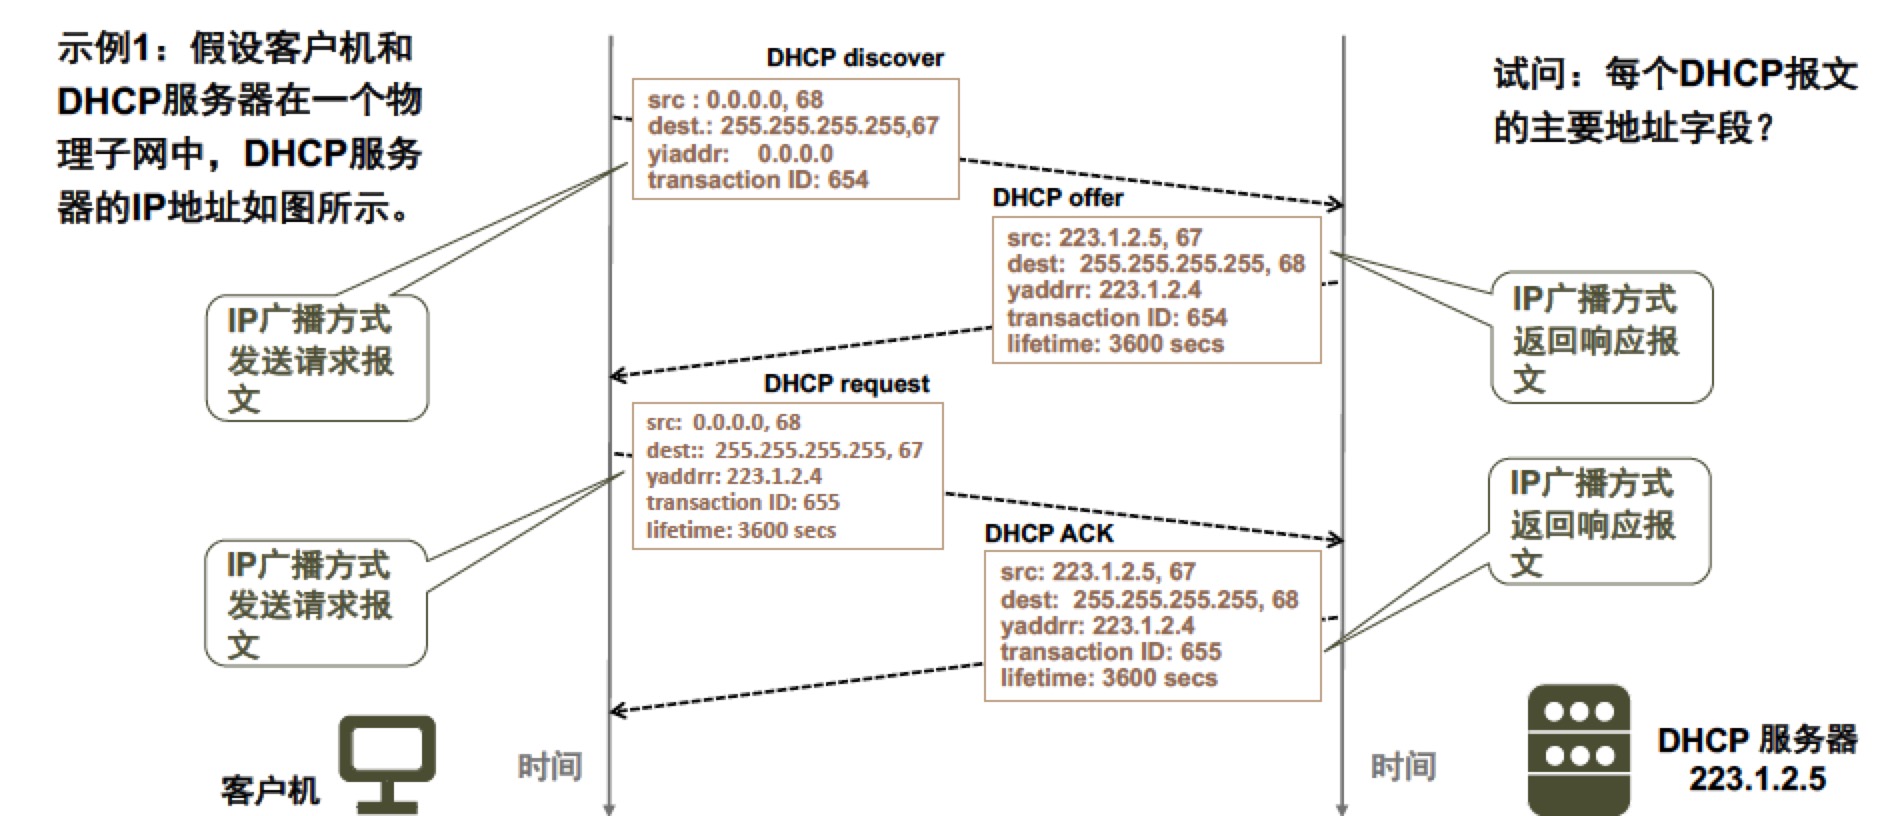 示例1：假设客户机和
DHCP服务器在一个物
理子网中，DHCP服务
器的IP地址如图所示。
试问：每个DHCP报文
的主要地址字段？
DHCP discover
src : 0.0.0.0, 68
dest.: 255.255.255.255,67
yiaddr: 0.0.0.0
transaction ID: 654
IP广播方式
发送请求报
文
DHCP offer
src: 223.1.2.5, 67
dest: 255.255.255.255, 68
yaddrr: 223.1.2.4
transaction ID: 654
lifetime: 3600 secs
IP广播方式
返回响应报
文
DHCP request
src: 0.0.0.0, 68
dest:: 255.255.255.255, 67
yaddrr: 223.1.2.4
transaction ID: 655
lifetime: 3600 secs
IP广播方式
发送请求报
文
DHCP ACK
src: 223.1.2.5, 67
dest: 255.255.255.255, 68
yaddrr: 223.1.2.4
transaction ID: 655
lifetime: 3600 secs
IP广播方式
返回响应报
文
客户机
时间
时间
DHCP 服务器
223.1.2.5